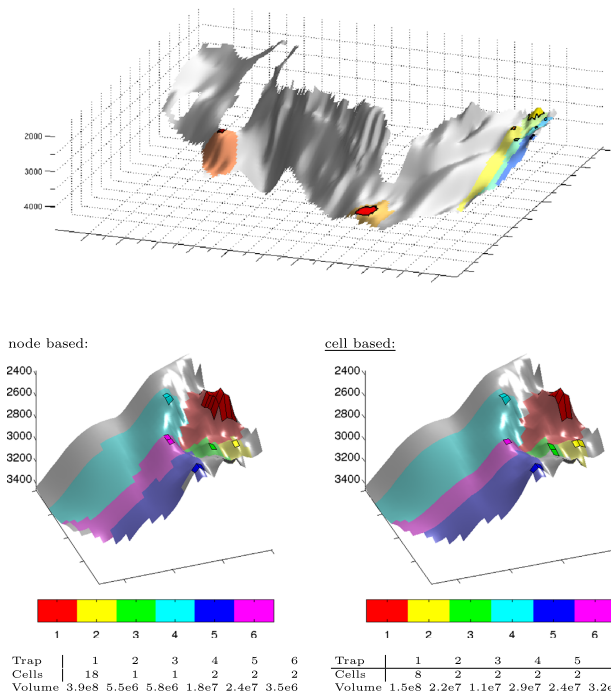 2000
3000
4000
node based:
cell based:
2400
2600
2800
3000
3200
3400
2400
2600
2800
3000
3200
3400
1 2 3 4 5 6
1 2 3 4 5 6
Trap 1 2 3 4 5 6
Cells 18 1 1 2 2 2
Volume 3.9e8 5.5e6 5.8e6 1.8e7 2.4e7 3.5e6
Trap 1 2 3 4 5
Cells 8 2 2 2 2 2
Volume 1.5e8 2.2e7 1.1e7 2.9e7 2.4e7